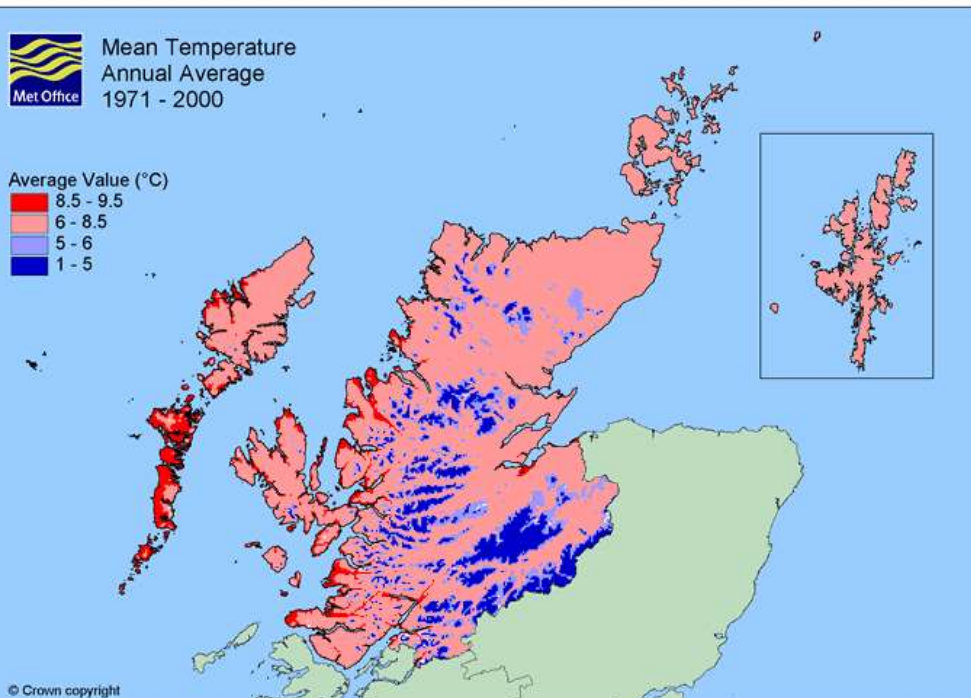 Met Office
Mean Temperature
Annual Average
1971 - 2000
Average Value (°C)
8.5 - 9.5
6 - 8.5
5 - 6
1 - 5
© Crown copyright